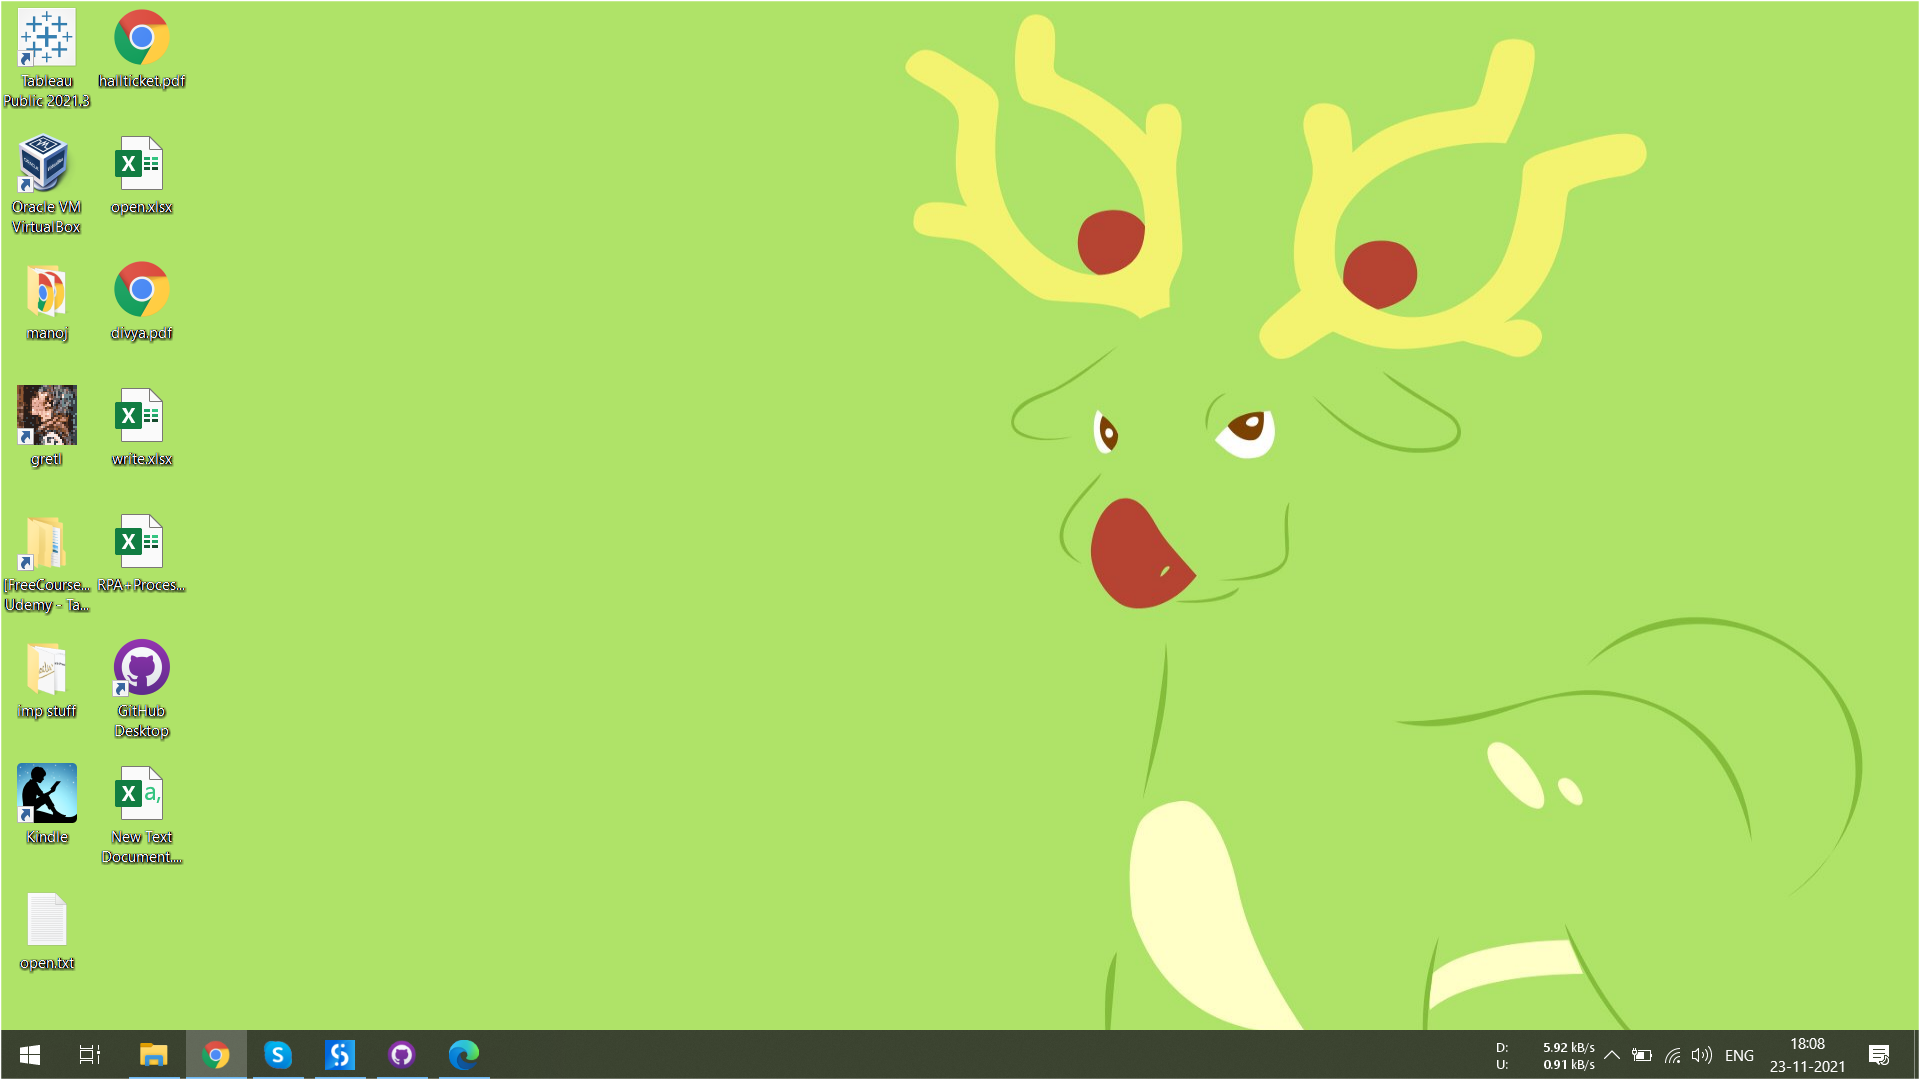 Tableau
Public 2021.3
hallticket.pdf
Oracle VM
VirtualBox
open.xlsx
manoj
divya.pdf
gretl
write.xlsx
[FreeCourse...
Udemy - Ta...
RPA+Proces...
imp stuff
GitHub
Desktop
Kindle
New Text
Document....
open.txt
D: 5.92 kB/s
U: 0.91 kB/s
ENG
18:08
23-11-2021